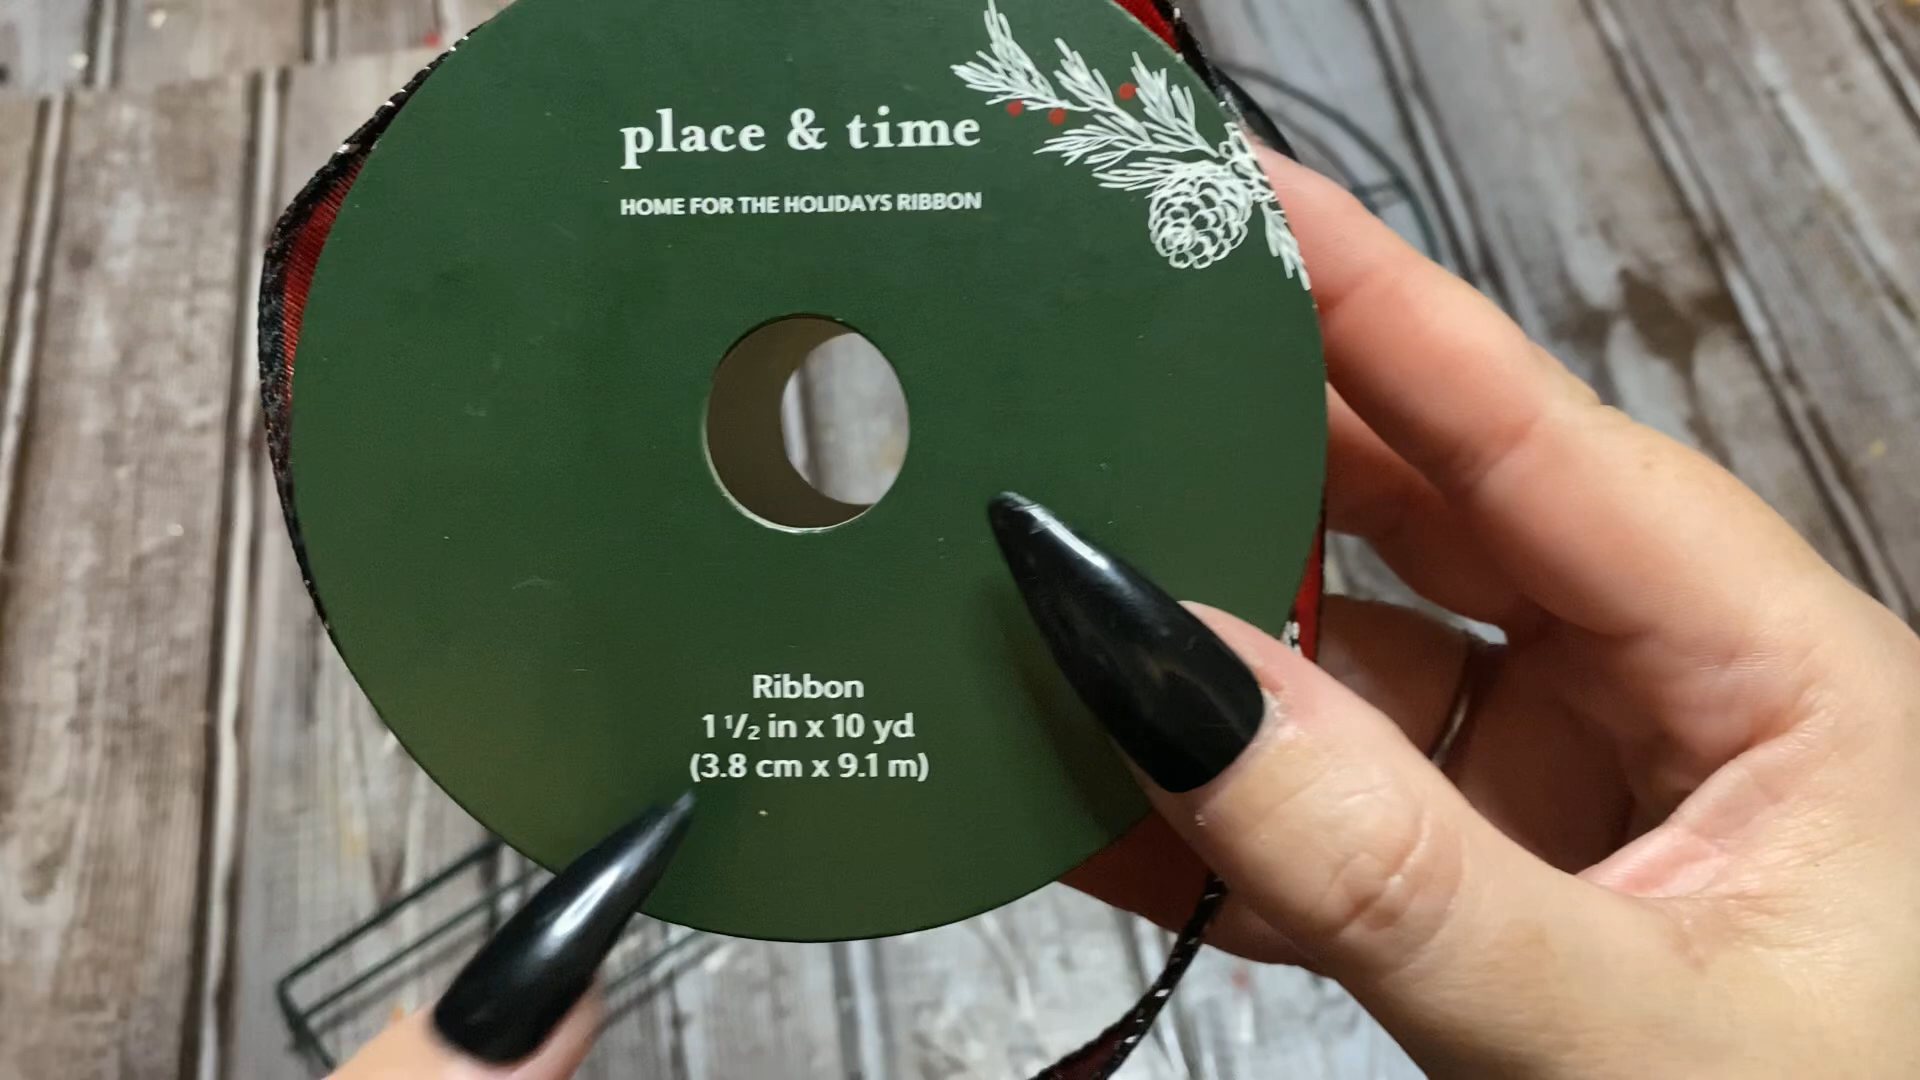 place & time
HOME FOR THE HOLIDAYS RIBBON
Ribbon
1 1/2 in x 10 yd
(3.8 cm x 9.1 m)